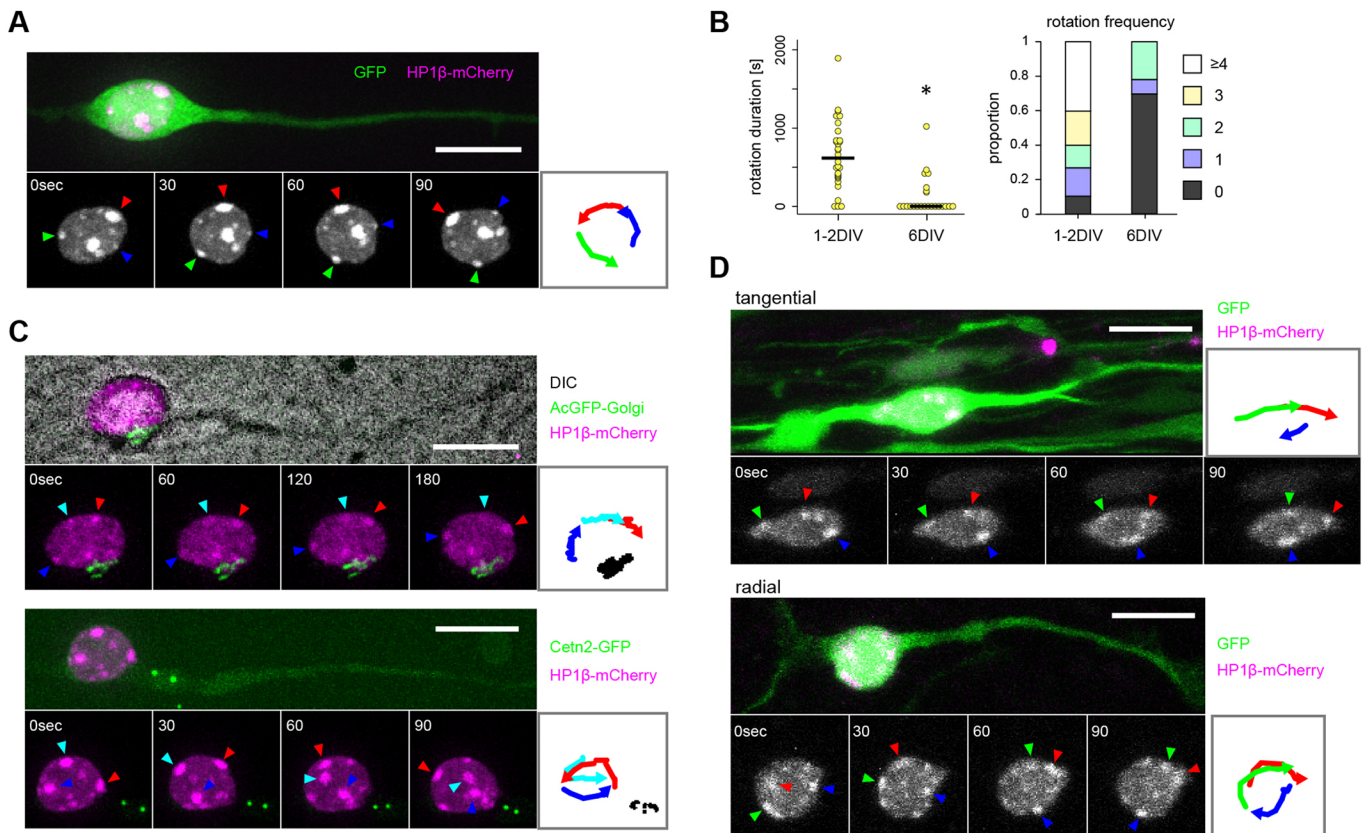 A
GFP HP1β-mCherry
0sec 30 60 90
B
rotation frequency
rotation duration [s]
2000
1000
0
1-2DIV 6DIV
*
proportion
1
0.8
0.6
0.4
0.2
0
1-2DIV 6DIV
≥4
3
2
1
0
C
DIC
AcGFP-Golgi
HP1β-mCherry
0sec 60 120 180
Cetn2-GFP
HP1β-mCherry
0sec 30 60 90
D
tangential
GFP
HP1β-mCherry
0sec 30 60 90
radial
GFP
HP1β-mCherry
0sec 30 60 90